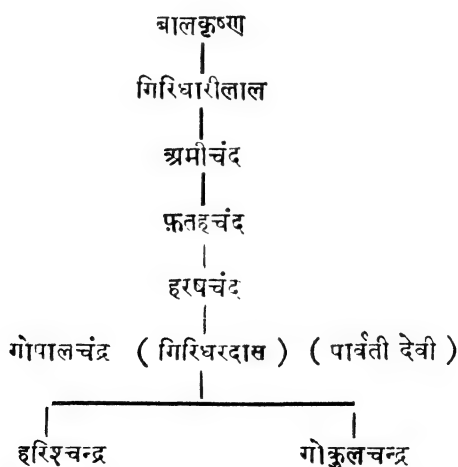 बालकृष्ण
गिरिधारीलाल
अमीचंद
फ़तहचंद
हरषचंद
गोपालचंद्र ( गिरिधरदास ) ( पार्वती देवी )
हरिश्चन्द्र गोकुलचन्द्र